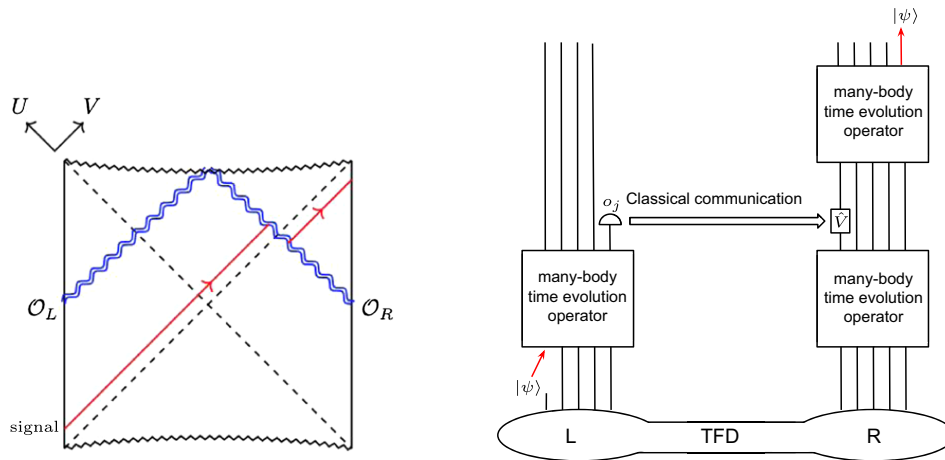 U V
𝒪_L
𝒪_R
signal
|ψ⟩
many-body
time evolution
operator
o_j
Classical communication
V̂
many-body
time evolution
operator
many-body
time evolution
operator
|ψ⟩
L
TFD
R